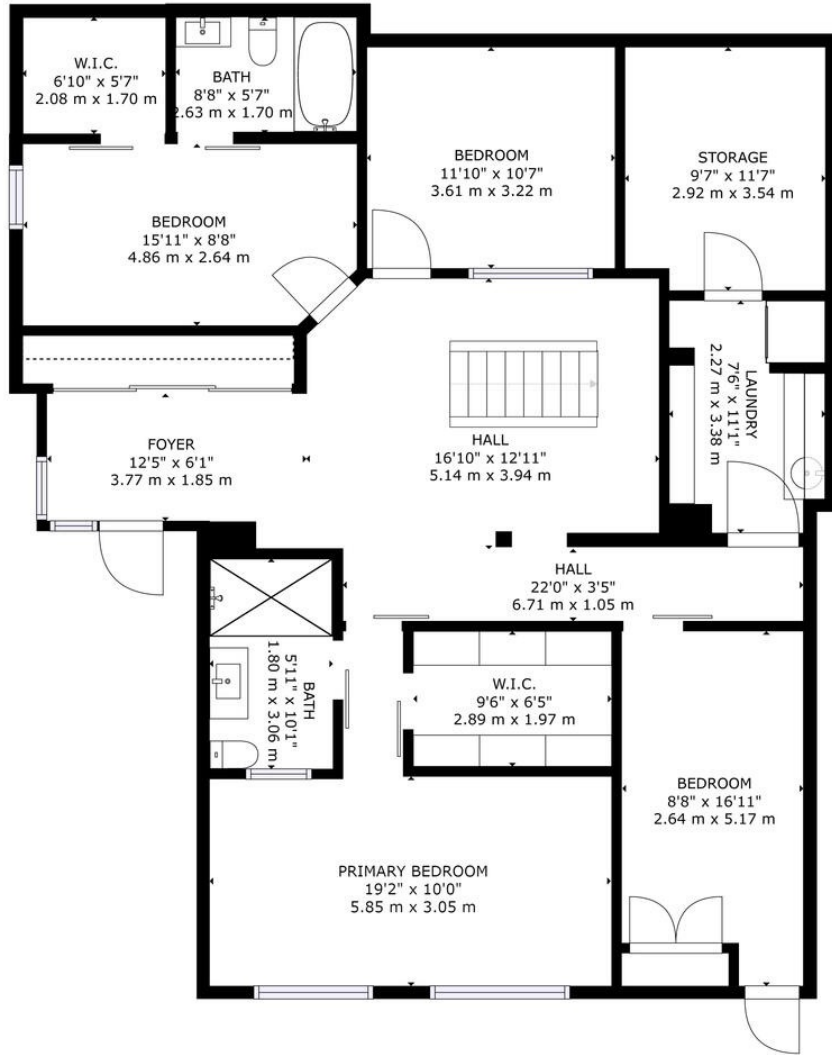 W.I.C.
6'10" x 5'7"
2.08 m x 1.70 m
BATH
8'8" x 5'7"
2.63 m x 1.70 m
BEDROOM
11'10" x 10'7"
3.61 m x 3.22 m
STORAGE
9'7" x 11'7"
2.92 m x 3.54 m
BEDROOM
15'11" x 8'8"
4.86 m x 2.64 m
LAUNDRY
7'6" x 11'1"
2.27 m x 3.38 m
FOYER
12'5" x 6'1"
3.77 m x 1.85 m
HALL
16'10" x 12'11"
5.14 m x 3.94 m
HALL
22'0" x 3'5"
6.71 m x 1.05 m
BATH
5'11" x 10'1"
1.80 m x 3.06 m
W.I.C.
9'6" x 6'5"
2.89 m x 1.97 m
BEDROOM
8'8" x 16'11"
2.64 m x 5.17 m
PRIMARY BEDROOM
19'2" x 10'0"
5.85 m x 3.05 m